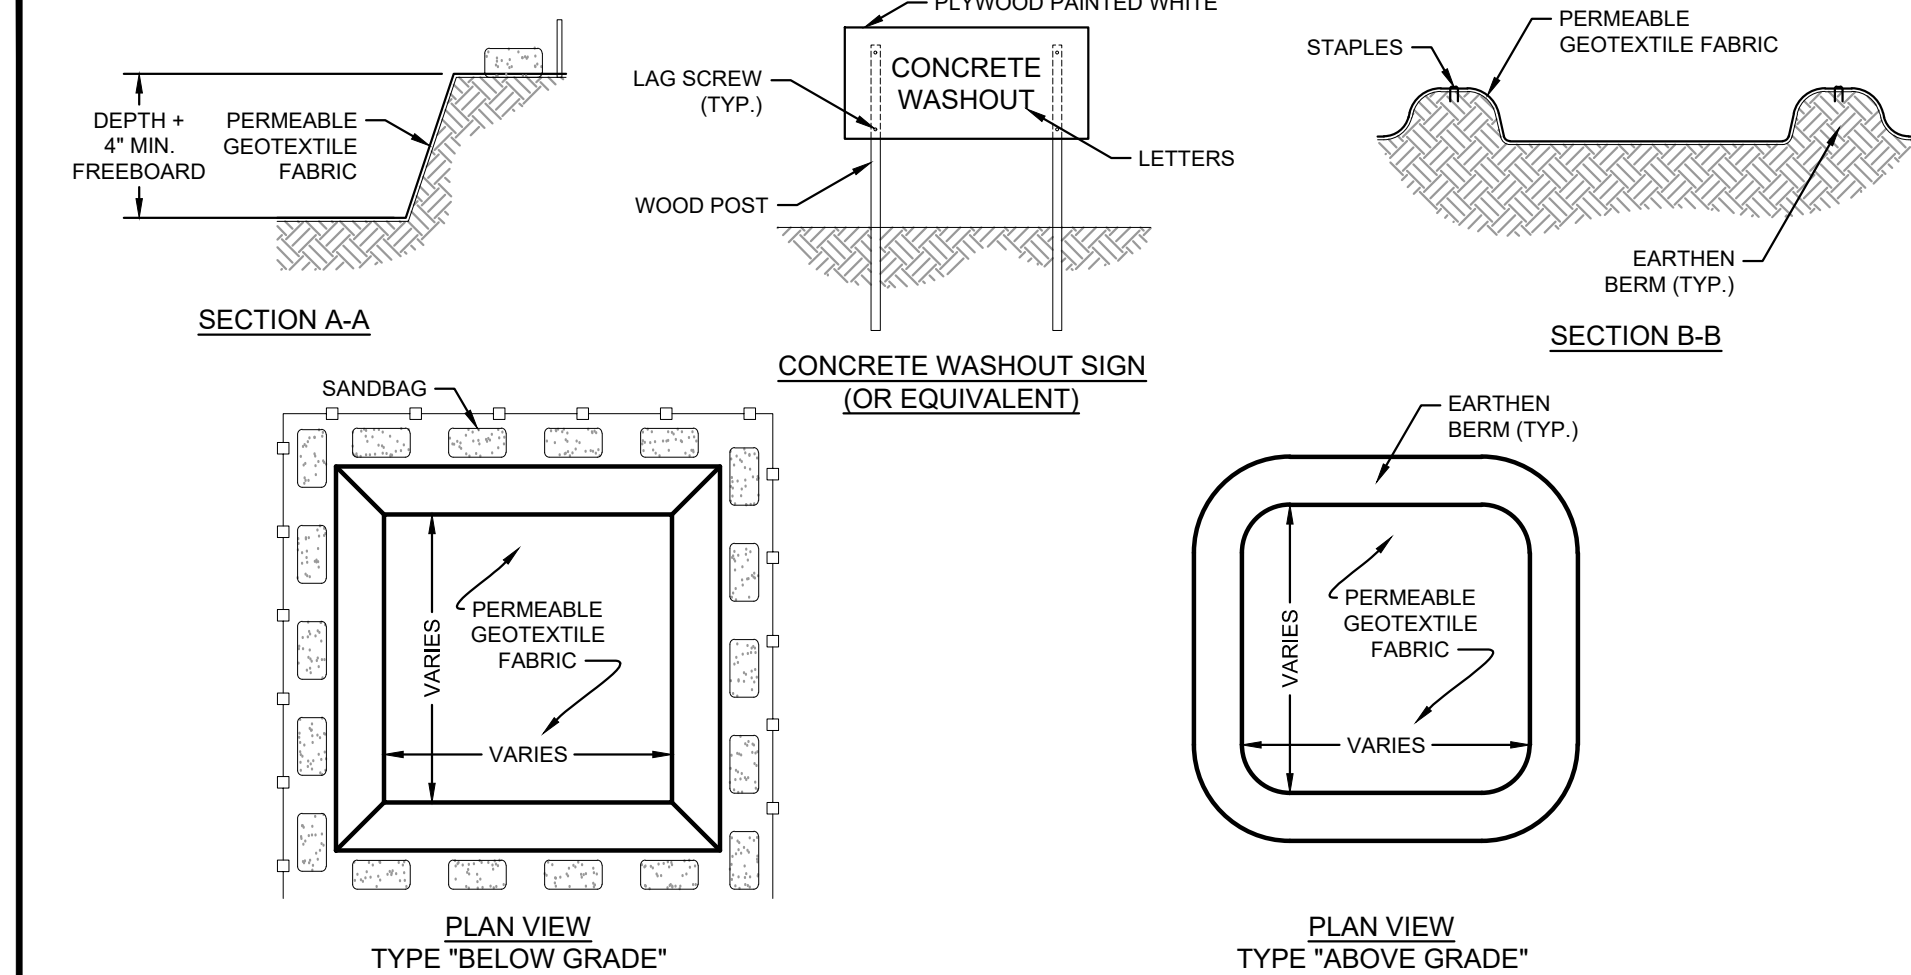 PLYWOOD PAINTED WHITE
DEPTH +
4" MIN.
FREEBOARD
PERMEABLE
GEOTEXTILE
FABRIC
SECTION A-A
LAG SCREW
(TYP.)
CONCRETE
WASHOUT
LETTERS
WOOD POST
CONCRETE WASHOUT SIGN
(OR EQUIVALENT)
STAPLES
PERMEABLE
GEOTEXTILE FABRIC
EARTHEN
BERM (TYP.)
SECTION B-B
SANDBAG
PERMEABLE
GEOTEXTILE
FABRIC
VARIES
VARIES
PLAN VIEW
TYPE "BELOW GRADE"
EARTHEN
BERM (TYP.)
PERMEABLE
GEOTEXTILE
FABRIC
VARIES
VARIES
PLAN VIEW
TYPE "ABOVE GRADE"